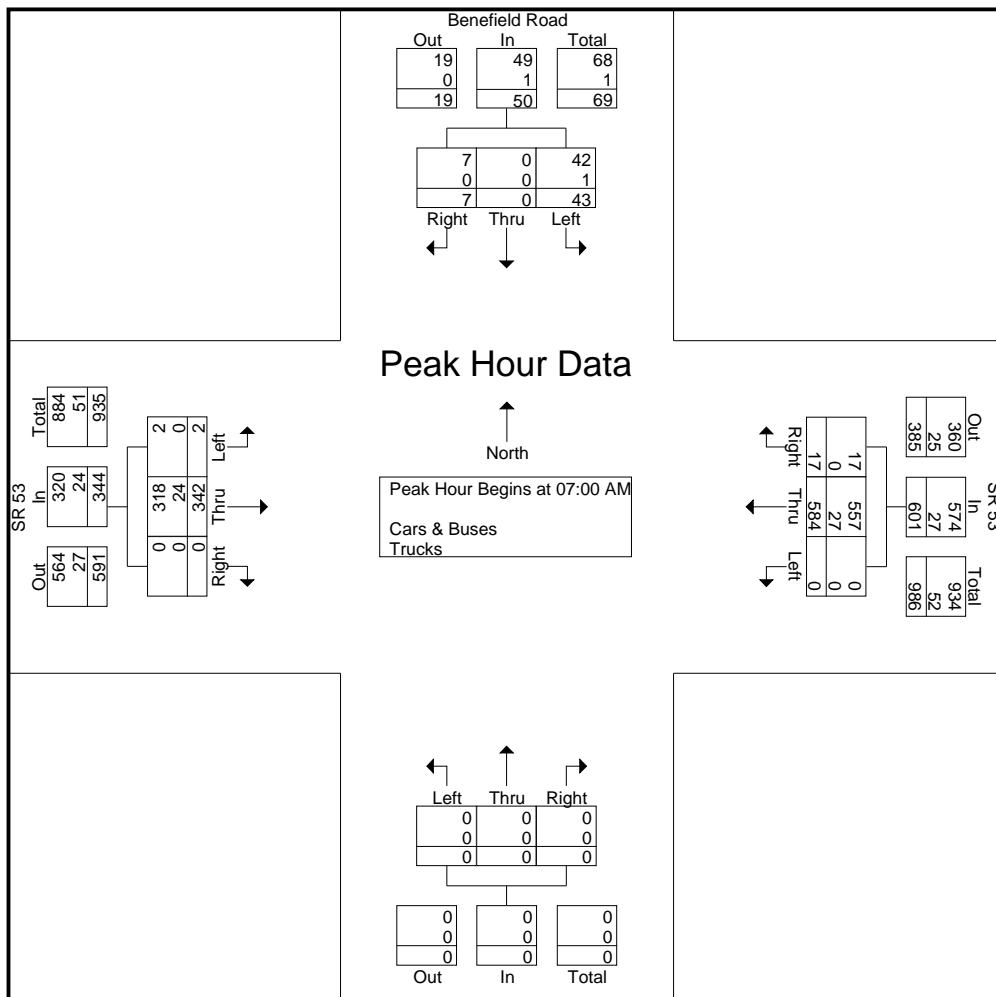 Benefield Road
Out In Total
19 49 68
0 1 1
19 50 69
7 0 42
0 0 1
7 0 43
Right Thru Left
Peak Hour Data
North
Peak Hour Begins at 07:00 AM
Cars & Buses
Trucks
SR 53
Out In Total
564 320 884
27 24 51
591 344 935
Left Thru Right
2 318 0
0 24 0
2 342 0
SR 53
Out In Total
360 574 934
25 27 52
385 601 986
Right Thru Left
17 557 0
0 27 0
17 584 0
Left Thru Right
0 0 0
0 0 0
0 0 0
0 0 0
0 0 0
0 0 0
Out In Total